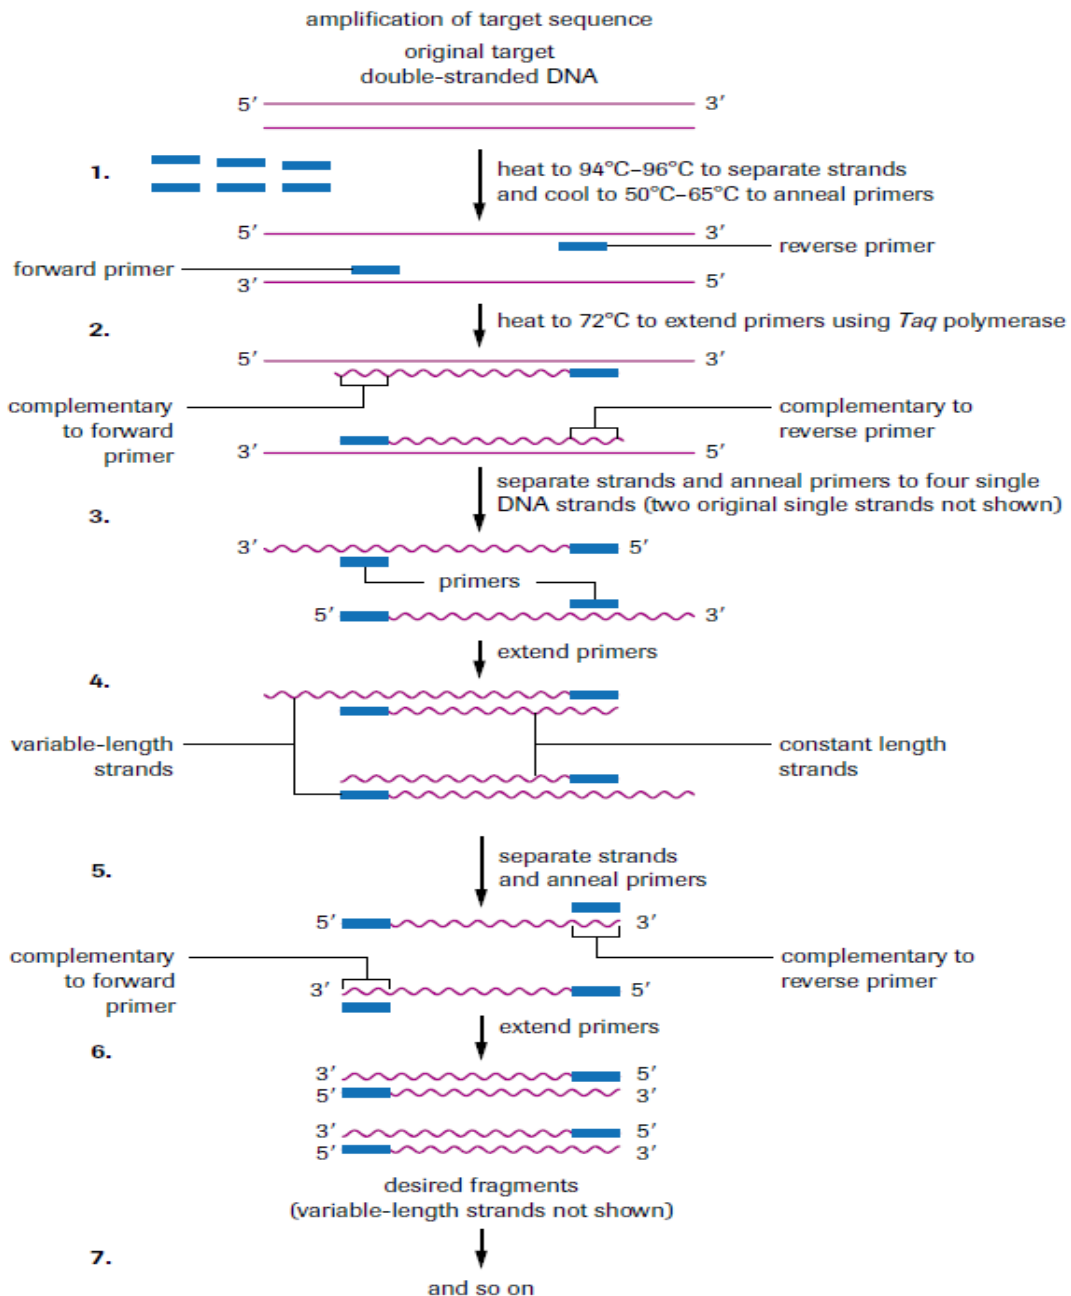 amplification of target sequence
original target
double-stranded DNA
5′ 3′
1.
heat to 94°C–96°C to separate strands
and cool to 50°C–65°C to anneal primers
5′ 3′
reverse primer
forward primer
3′ 5′
2.
heat to 72°C to extend primers using Taq polymerase
5′ 3′
complementary
to forward
primer
complementary to
reverse primer
3′ 5′
separate strands and anneal primers to four single
DNA strands (two original single strands not shown)
3.
3′ 5′
primers
5′ 3′
extend primers
4.
variable-length
strands
constant length
strands
5.
separate strands
and anneal primers
5′ 3′
complementary
to forward
primer
complementary to
reverse primer
3′ 5′
extend primers
6.
3′ 5′
5′ 3′
3′ 5′
5′ 3′
desired fragments
(variable-length strands not shown)
7.
and so on